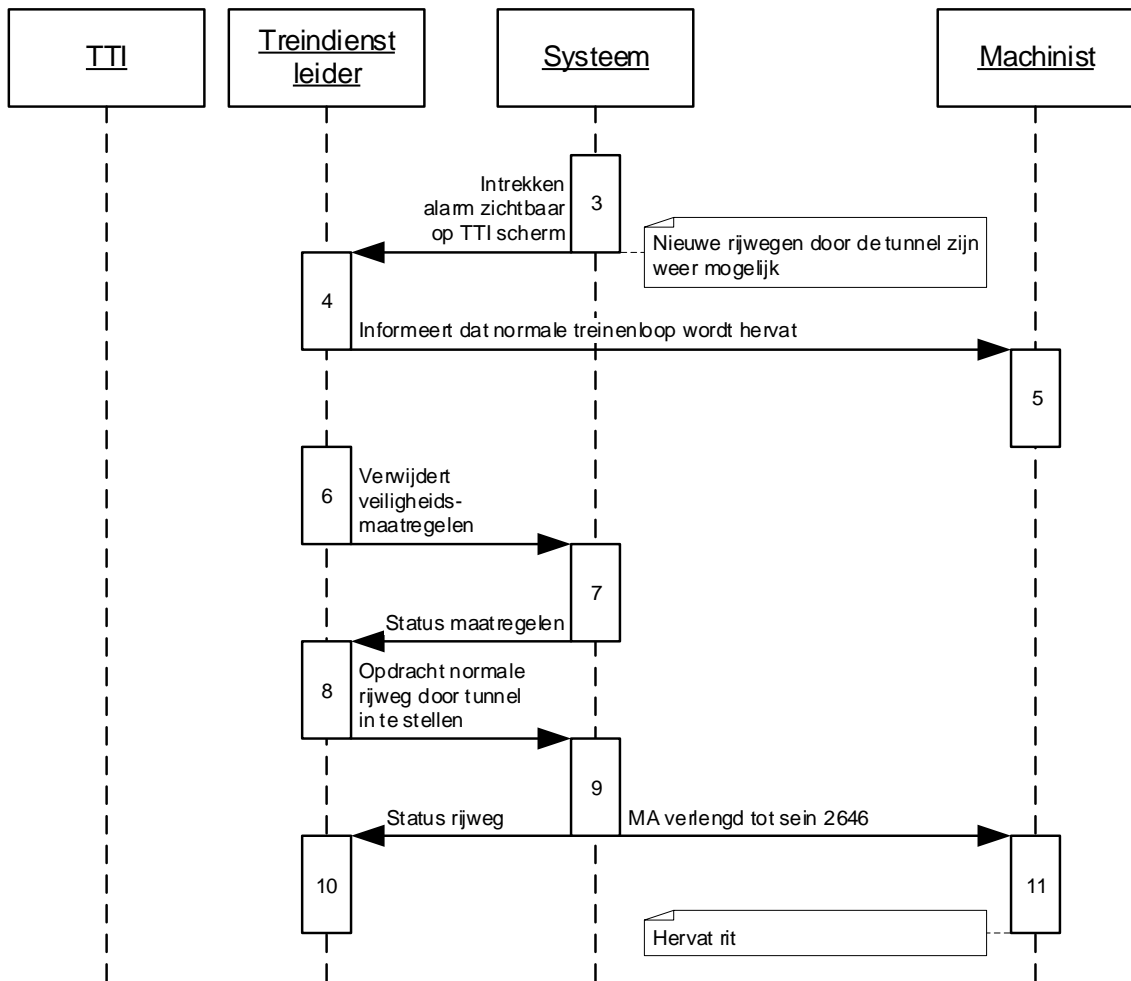 TTI
Treindienst
leider
Systeem
Machinist
3
Intrekken
alarm zichtbaar
op TTI scherm
Nieuwe rijwegen door de tunnel zijn
weer mogelijk
4
Informeert dat normale treinenloop wordt hervat
5
6
Verwijdert
veiligheids-
maatregelen
7
Status maatregelen
8
Opdracht normale
rijweg door tunnel
in te stellen
9
Status rijweg
MA verlengd tot sein 2646
10
11
Hervat rit